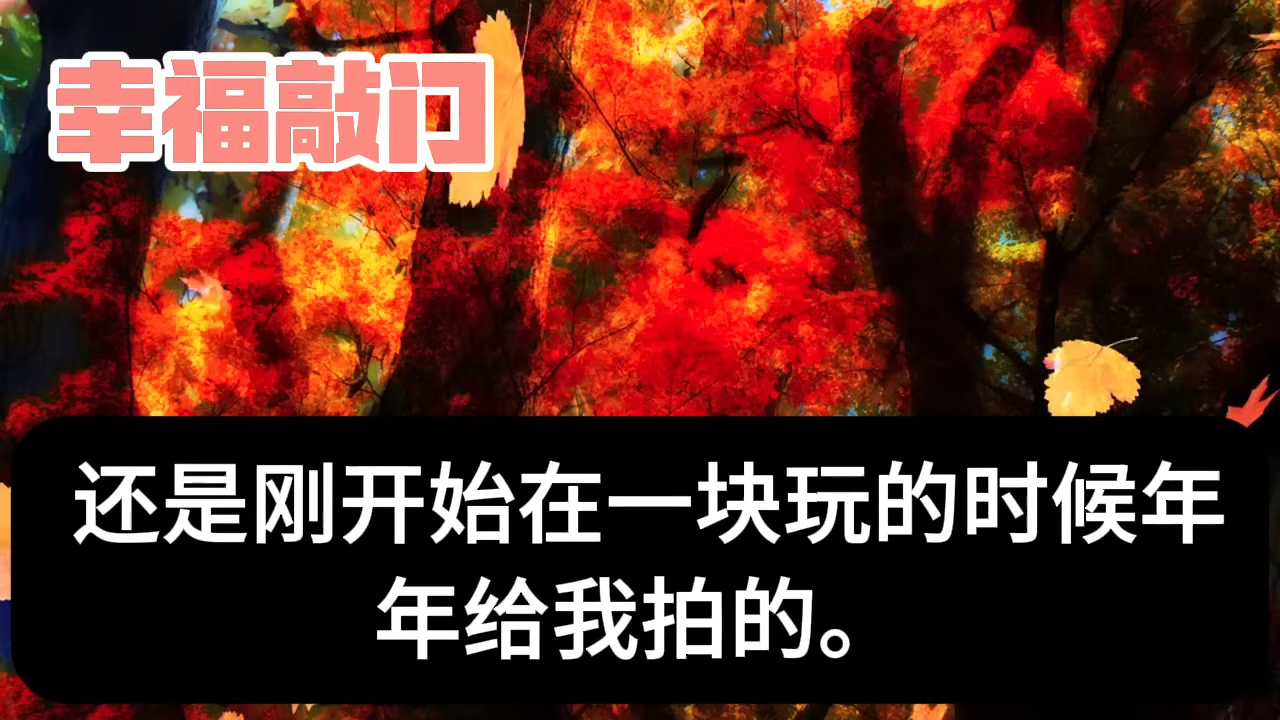 幸福敲门
还是刚开始在一块玩的时候年
年给我拍的。